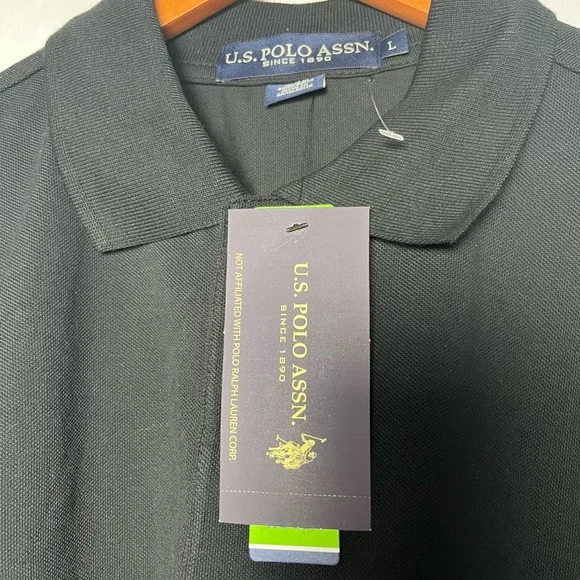 U.S. POLO ASSN.
SINCE 1890
L
U.S. POLO ASSN.
SINCE 1890
NOT AFFILIATED WITH POLO RALPH LAUREN CORP.